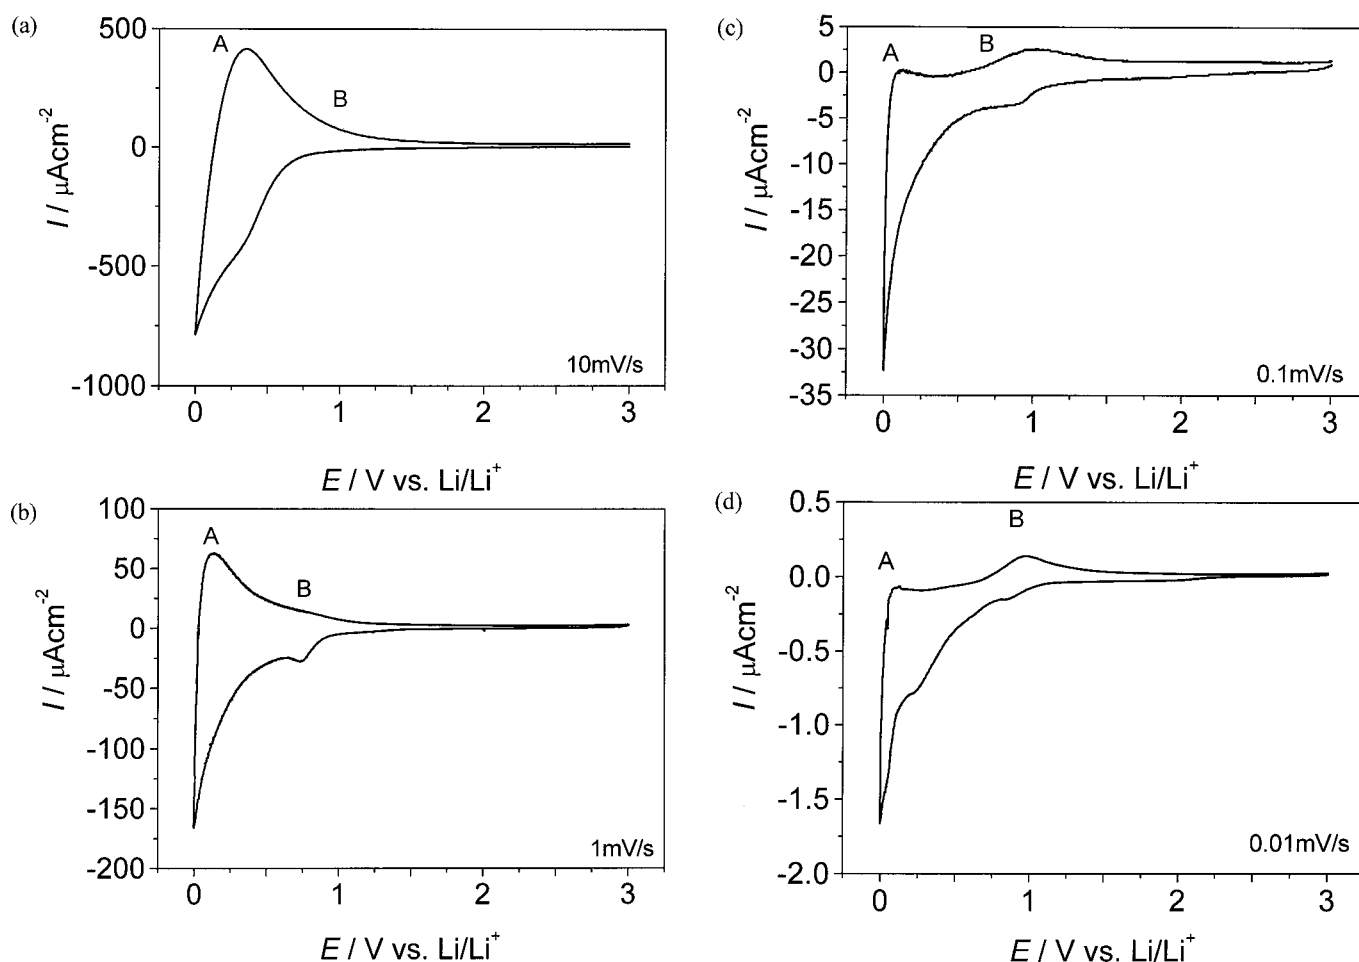 (a)
500
0
-500
-1000
I / μAcm⁻²
A
B
10mV/s
0 1 2 3
E / V vs. Li/Li⁺
(b)
100
50
0
-50
-100
-150
-200
I / μAcm⁻²
A
B
1mV/s
0 1 2 3
E / V vs. Li/Li⁺
(c)
5
0
-5
-10
-15
-20
-25
-30
-35
I / μAcm⁻²
A
B
0.1mV/s
0 1 2 3
E / V vs. Li/Li⁺
(d)
0.5
0.0
-0.5
-1.0
-1.5
-2.0
I / μAcm⁻²
A
B
0.01mV/s
0 1 2 3
E / V vs. Li/Li⁺